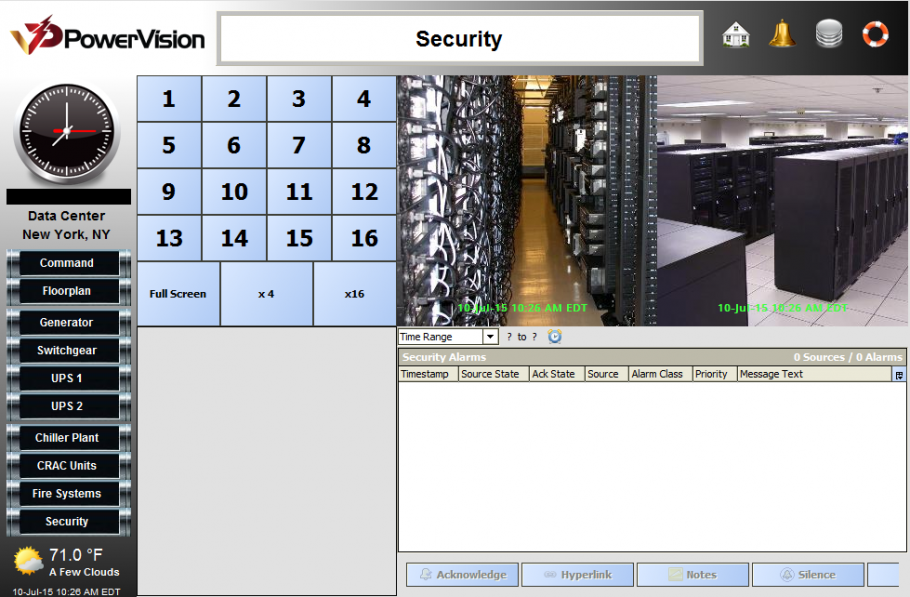 PowerVision
Security
Data Center
New York, NY
Command
Floorplan
Generator
Switchgear
UPS 1
UPS 2
Chiller Plant
CRAC Units
Fire Systems
Security
71.0 °F
A Few Clouds
10-Jul-15 10:26 AM EDT
1 2 3 4
5 6 7 8
9 10 11 12
13 14 15 16
Full Screen x 4 x16
10-Jul-15 10:26 AM EDT
10-Jul-15 10:26 AM EDT
Time Range ? to ?
Security Alarms 0 Sources / 0 Alarms
Timestamp Source State Ack State Source Alarm Class Priority Message Text
Acknowledge Hyperlink Notes Silence